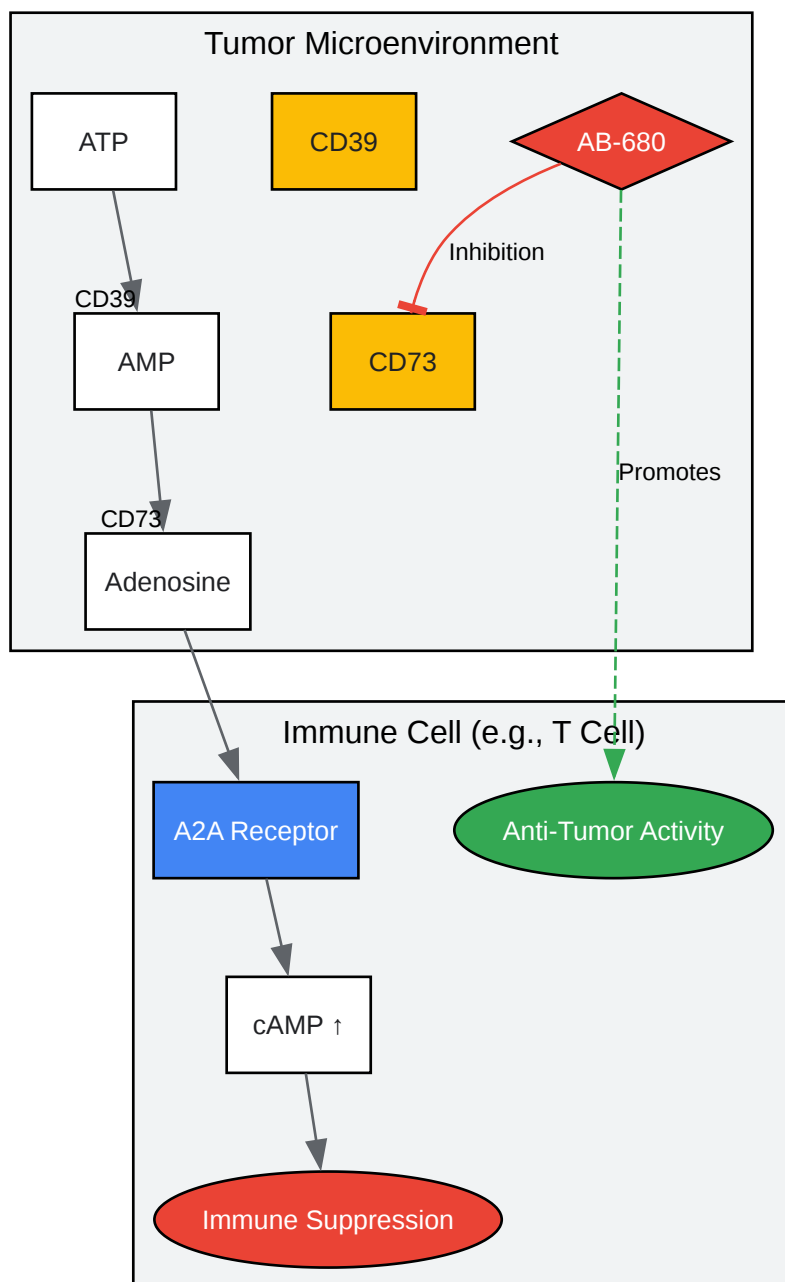 Tumor Microenvironment
ATP
CD39
AB-680
Inhibition
CD39
AMP
CD73
Promotes
CD73
Adenosine
Immune Cell (e.g., T Cell)
A2A Receptor
Anti-Tumor Activity
cAMP ↑
Immune Suppression